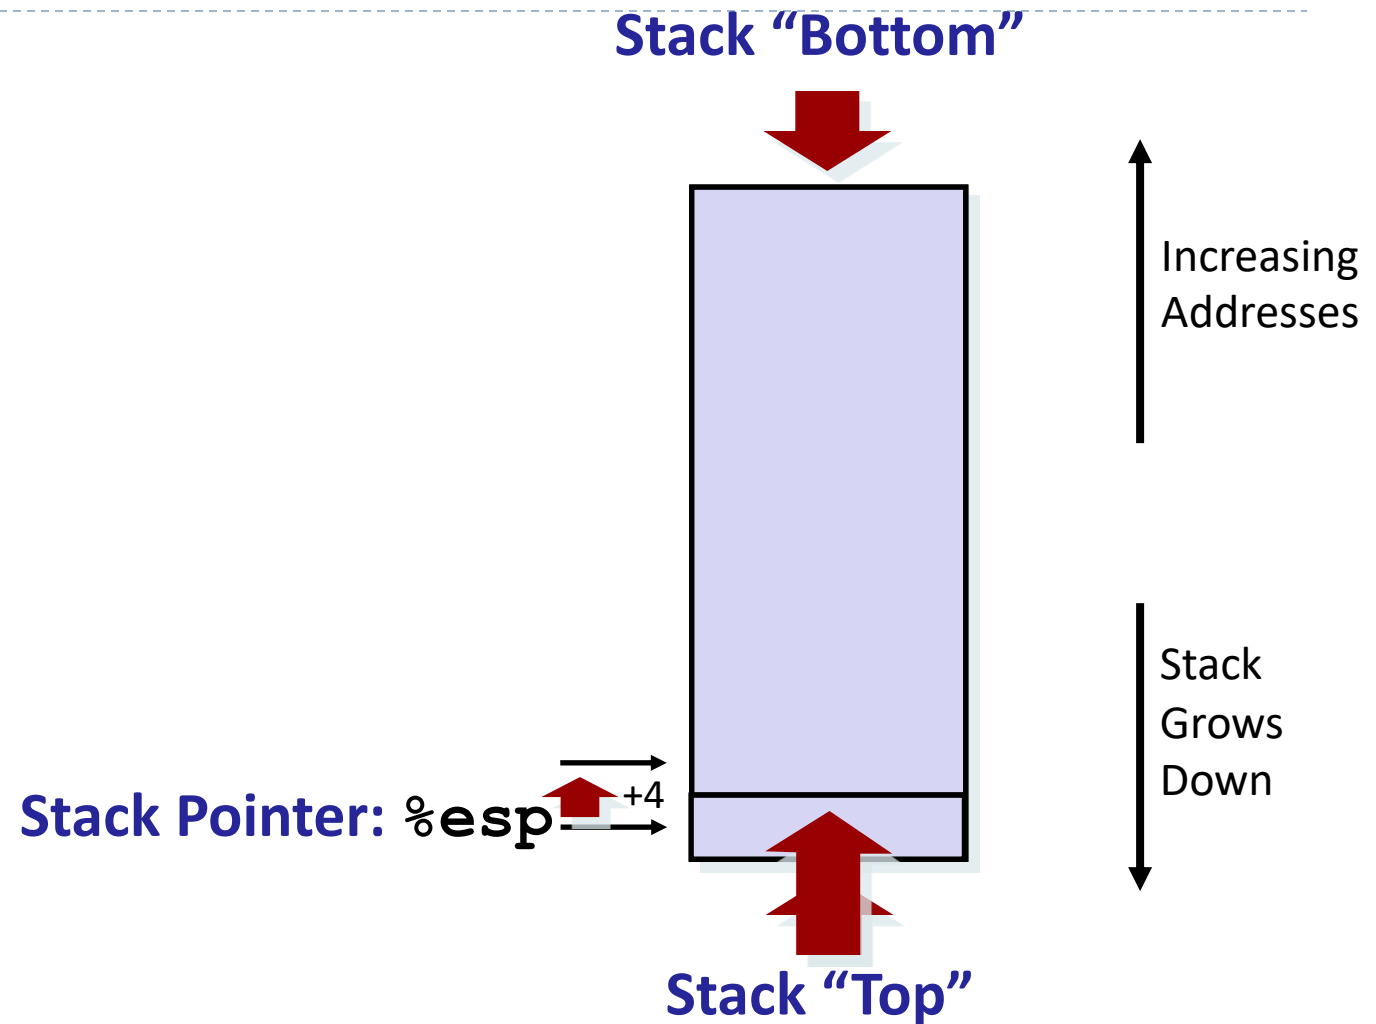 Stack “Bottom”
Increasing
Addresses
Stack
Grows
Down
+4
Stack Pointer: %esp
Stack “Top”